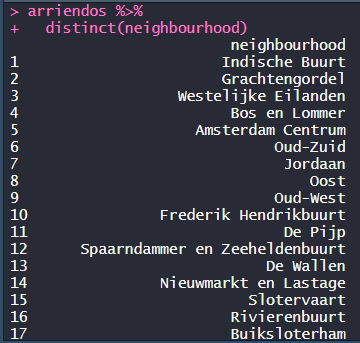 > arriendos %>%
+ distinct(neighbourhood)
neighbourhood
1 Indische Buurt
2 Grachtengordel
3 Westelijke Eilanden
4 Bos en Lommer
5 Amsterdam Centrum
6 Oud-Zuid
7 Jordaan
8 Oost
9 Oud-West
10 Frederik Hendrikbuurt
11 De Pijp
12 Spaarndammer en Zeeheldenbuurt
13 De Wallen
14 Nieuwmarkt en Lastage
15 Slotervaart
16 Rivierenbuurt
17 Buiksloterham